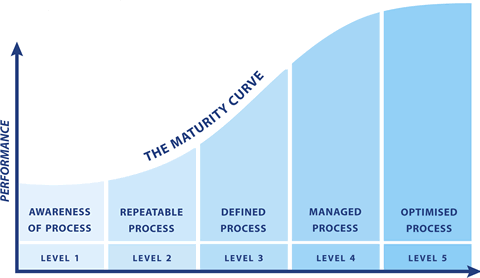 PERFORMANCE
THE MATURITY CURVE
AWARENESS
OF PROCESS
REPEATABLE
PROCESS
DEFINED
PROCESS
MANAGED
PROCESS
OPTIMISED
PROCESS
LEVEL 1
LEVEL 2
LEVEL 3
LEVEL 4
LEVEL 5